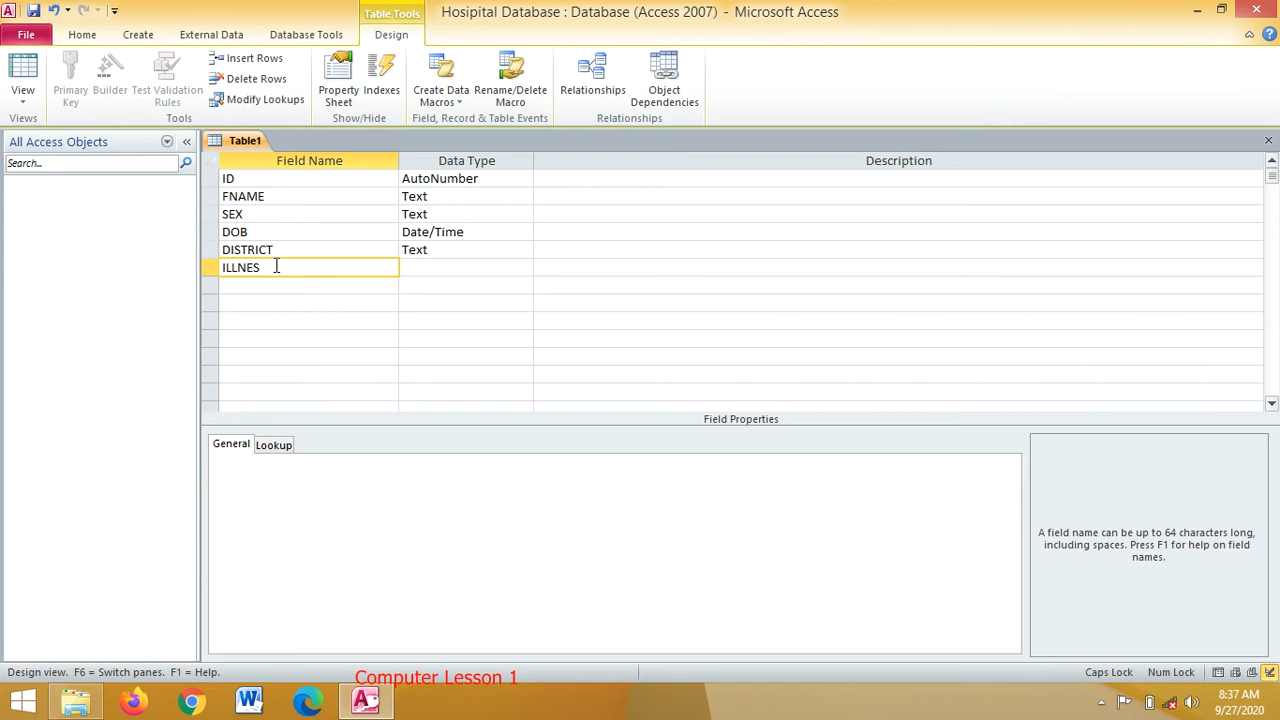 Table Tools
Hosipital Database : Database (Access 2007) - Microsoft Access
File Home Create External Data Database Tools Design
View
Views
Primary Key
Builder
Test Validation Rules
Insert Rows
Delete Rows
Modify Lookups
Tools
Property Sheet
Indexes
Show/Hide
Create Data Macros
Rename/Delete Macro
Field, Record & Table Events
Relationships
Object Dependencies
Relationships
All Access Objects
Search...
Table1
Field Name Data Type Description
ID AutoNumber
FNAME Text
SEX Text
DOB Date/Time
DISTRICT Text
ILLNES
Field Properties
General Lookup
A field name can be up to 64 characters long,
including spaces. Press F1 for help on field
names.
Design view. F6 = Switch panes. F1 = Help.
Caps Lock Num Lock
Computer Lesson 1
8:37 AM
9/27/2020